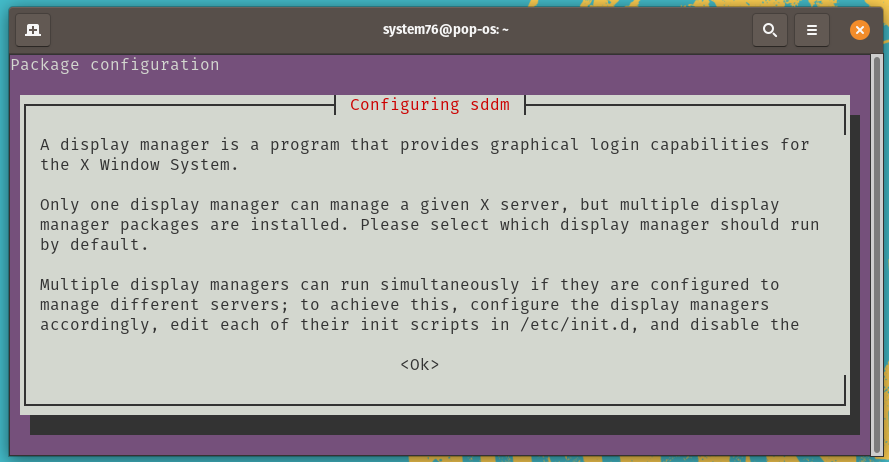 system76@pop-os: ~
Package configuration
Configuring sddm
A display manager is a program that provides graphical login capabilities for
the X Window System.
Only one display manager can manage a given X server, but multiple display
manager packages are installed. Please select which display manager should run
by default.
Multiple display managers can run simultaneously if they are configured to
manage different servers; to achieve this, configure the display managers
accordingly, edit each of their init scripts in /etc/init.d, and disable the
<Ok>